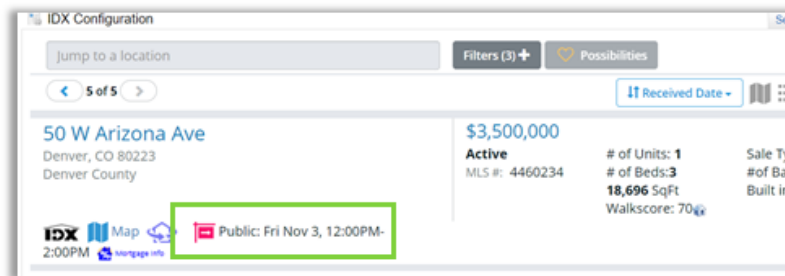 IDX Configuration
Se
Jump to a location
Filters (3) +
Possibilities
5 of 5
Received Date
50 W Arizona Ave
Denver, CO 80223
Denver County
$3,500,000
Active
MLS #: 4460234
# of Units: 1
# of Beds:3
18,696 SqFt
Walkscore: 70
Sale Ty
#of Ba
Built i
IDX Map Public: Fri Nov 3, 12:00PM-
2:00PM Mortgage info